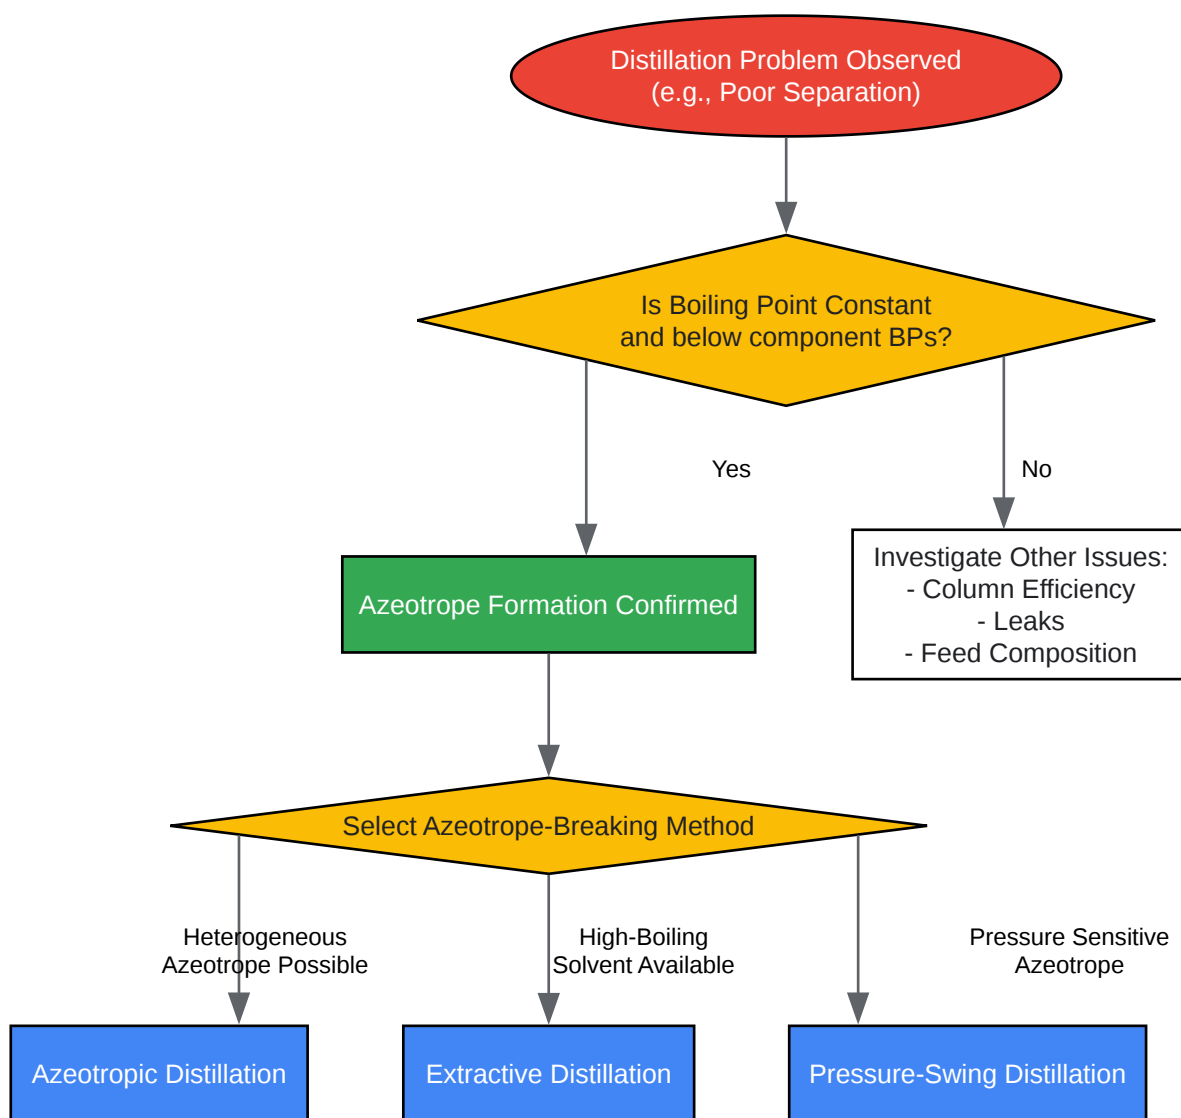 Distillation Problem Observed
(e.g., Poor Separation)
Is Boiling Point Constant
and below component BPs?
Yes
No
Azeotrope Formation Confirmed
Investigate Other Issues:
- Column Efficiency
- Leaks
- Feed Composition
Select Azeotrope-Breaking Method
Heterogeneous
Azeotrope Possible
High-Boiling
Solvent Available
Pressure Sensitive
Azeotrope
Azeotropic Distillation
Extractive Distillation
Pressure-Swing Distillation